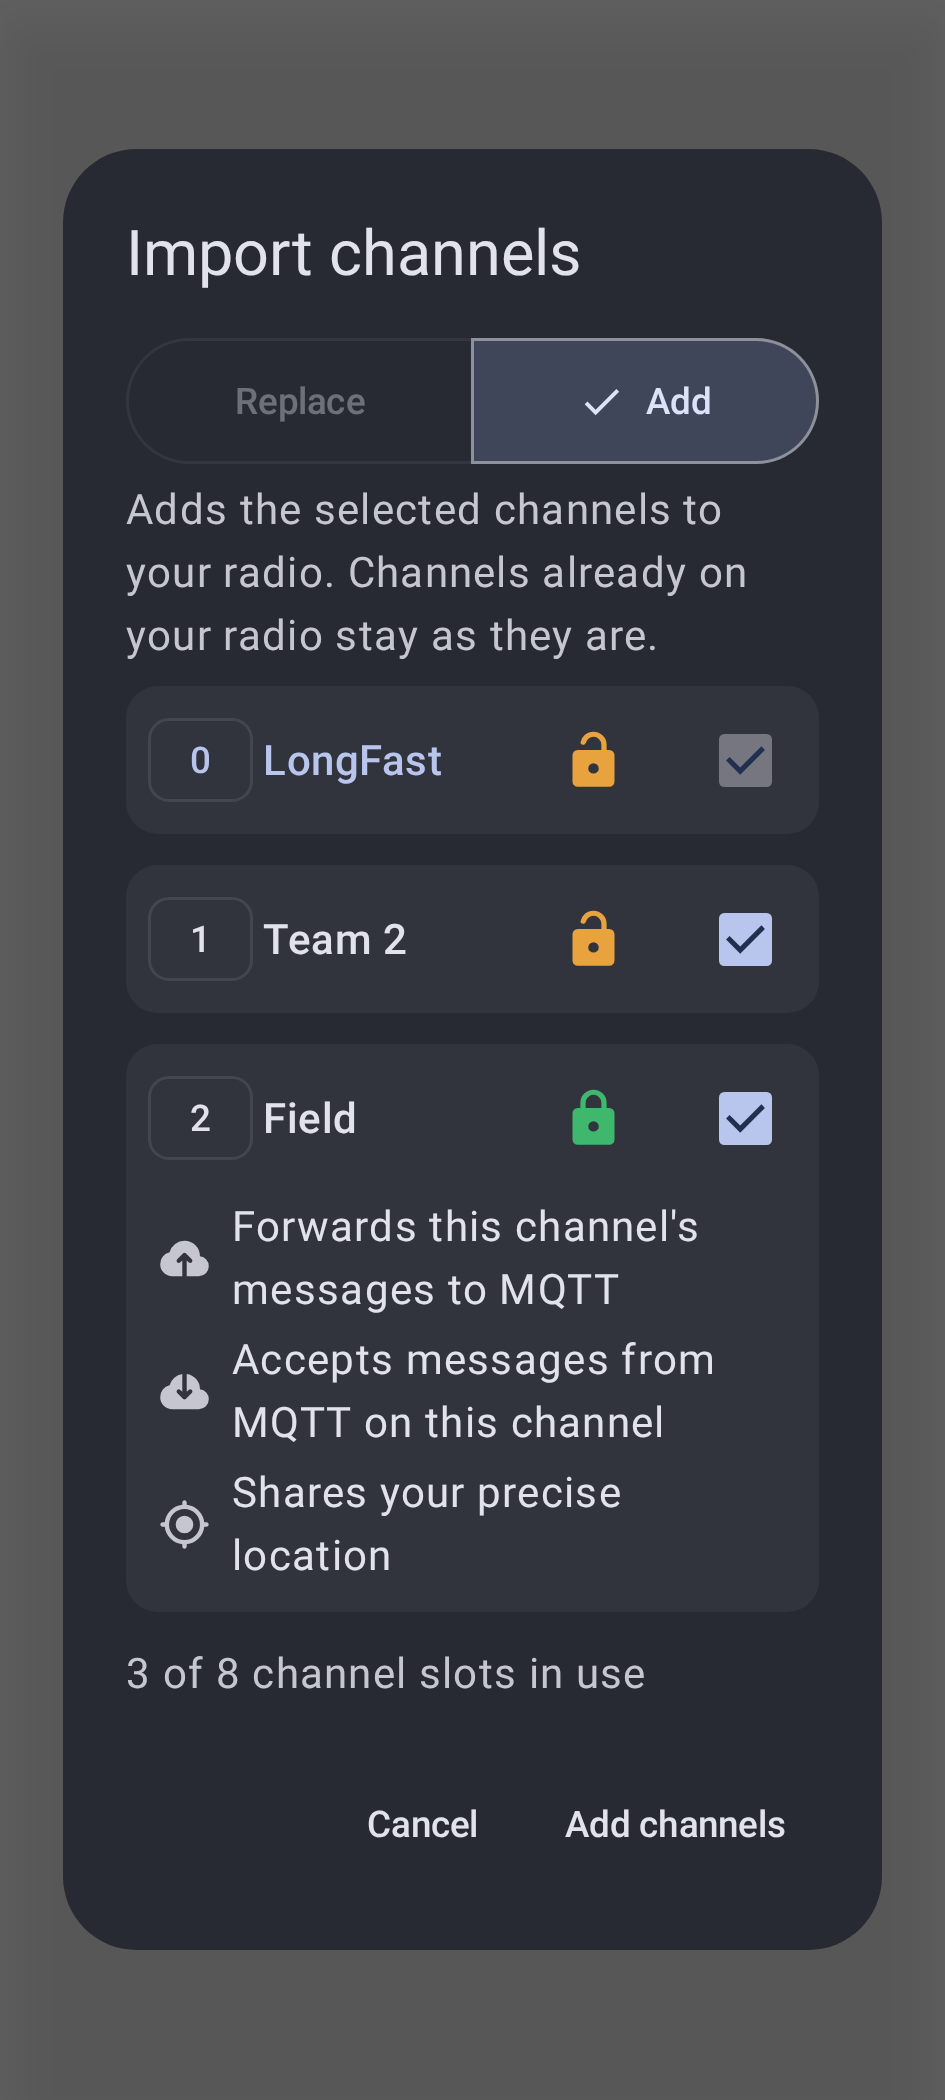 Import channels
Replace
Add
Adds the selected channels to
your radio. Channels already on
your radio stay as they are.
0 LongFast
1 Team 2
2 Field
Forwards this channel's
messages to MQTT
Accepts messages from
MQTT on this channel
Shares your precise
location
3 of 8 channel slots in use
Cancel
Add channels